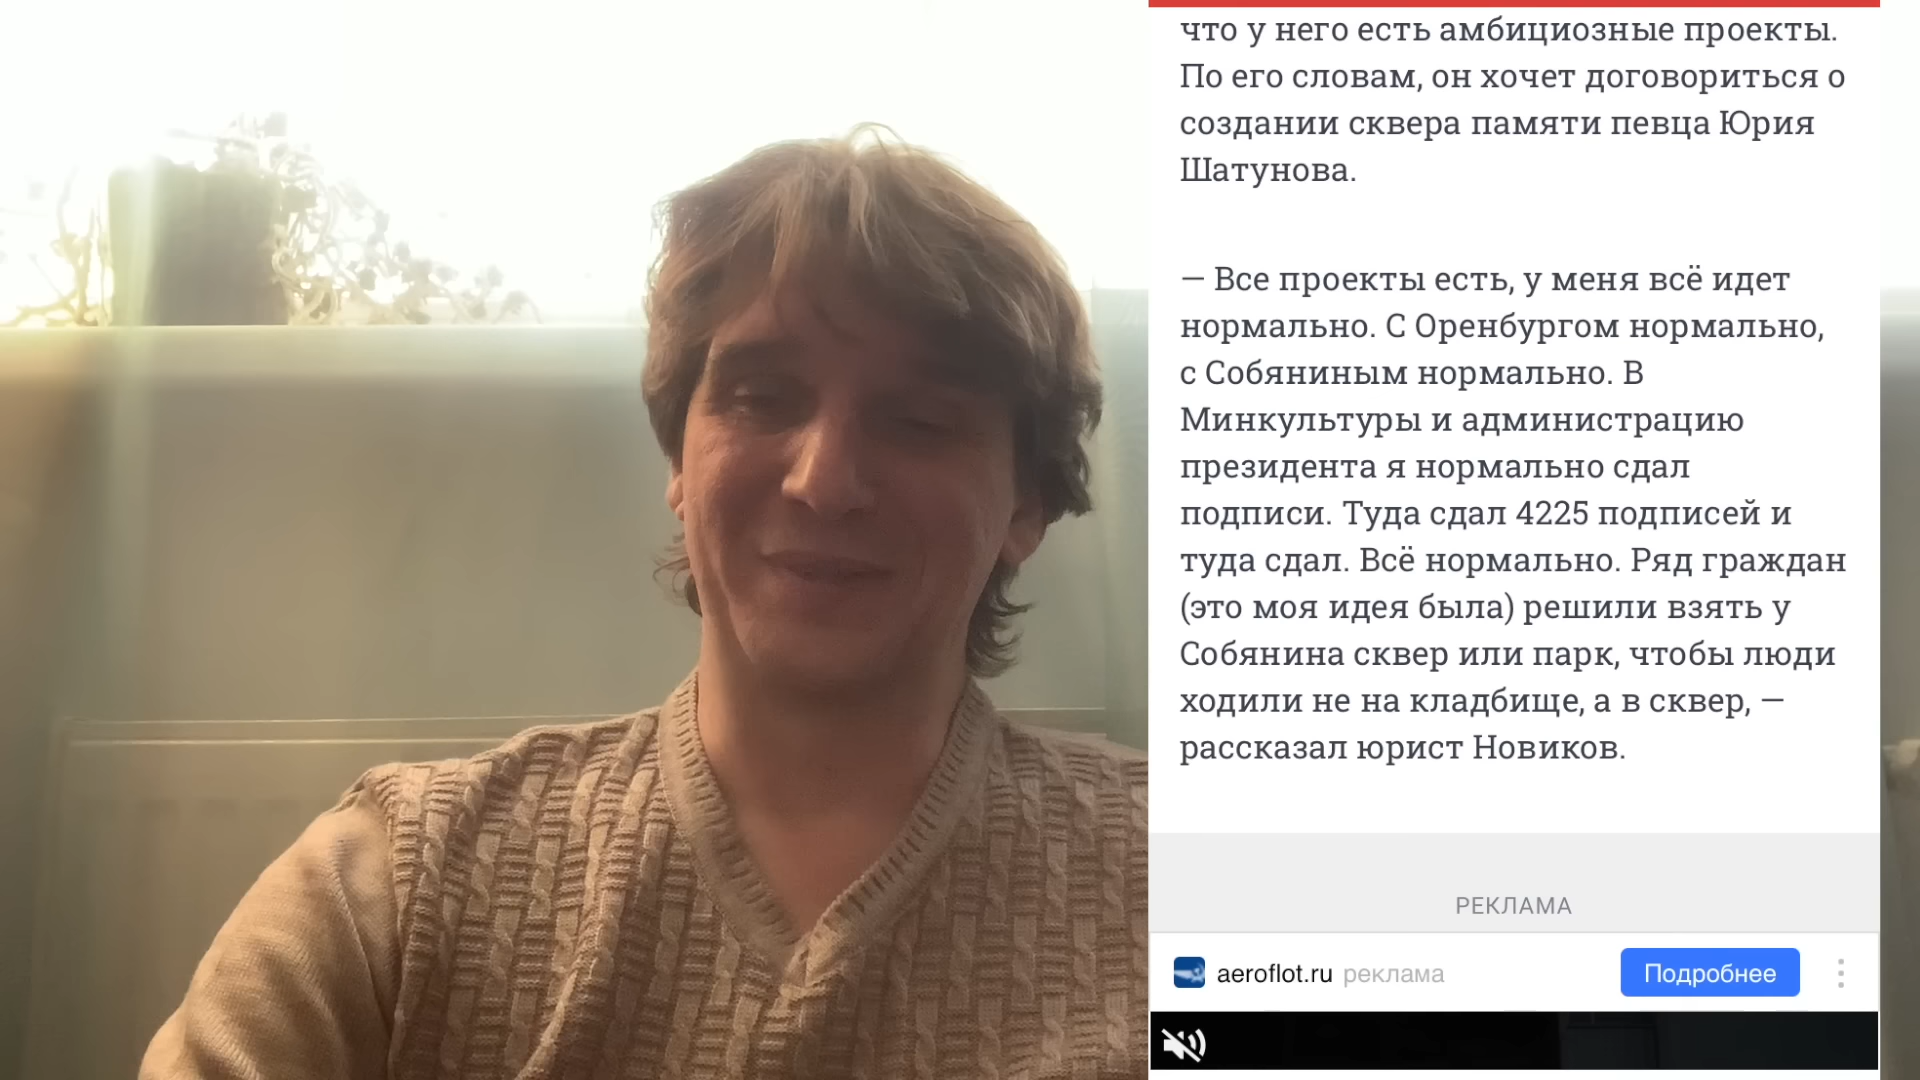 что у него есть амбициозные проекты.
По его словам, он хочет договориться о
создании сквера памяти певца Юрия
Шатунова.
— Все проекты есть, у меня всё идет
нормально. С Оренбургом нормально,
с Собяниным нормально. В
Минкультуры и администрацию
президента я нормально сдал
подписи. Туда сдал 4225 подписей и
туда сдал. Всё нормально. Ряд граждан
(это моя идея была) решили взять у
Собянина сквер или парк, чтобы люди
ходили не на кладбище, а в сквер, —
рассказал юрист Новиков.
РЕКЛАМА
aeroflot.ru реклама
Подробнее